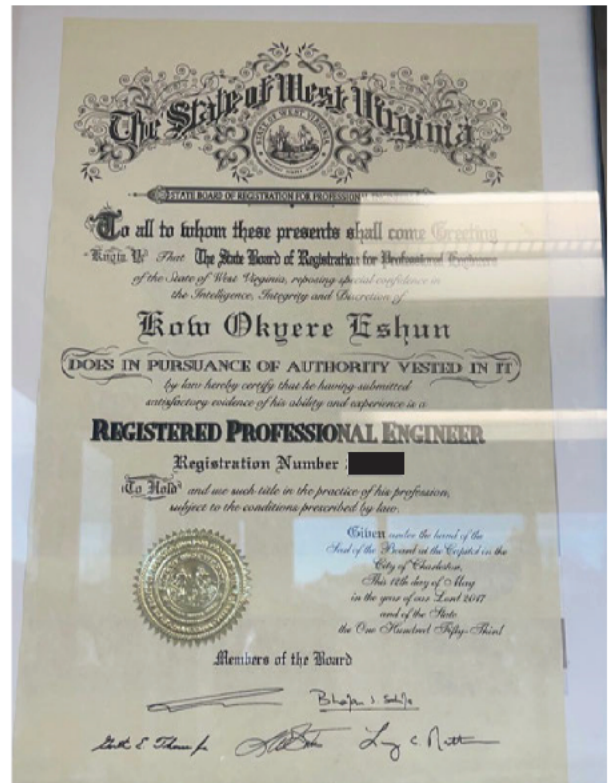 The State of West Virginia
STATE OF WEST VIRGINIA
STATE BOARD OF REGISTRATION FOR PROFESSIONAL
To all to whom these presents shall come Greeting
Know Ye That The State Board of Registration for Professional Engineers
of the State of West Virginia, reposing special confidence in
the Intelligence, Integrity and Discretion of
Kow Okyere Eshun
DOES IN PURSUANCE OF AUTHORITY VESTED IN IT
by law hereby certify that he having submitted
satisfactory evidence of his ability and experience is a
REGISTERED PROFESSIONAL ENGINEER
Registration Number :
To Hold and use such title in the practice of his profession,
subject to the conditions prescribed by law.
Given under the hand of the
Seal of the Board at the Capitol in the
City of Charleston,
This 12th day of May
in the year of our Lord 2017
and of the State
the One Hundred Fifty-Third
Members of the Board